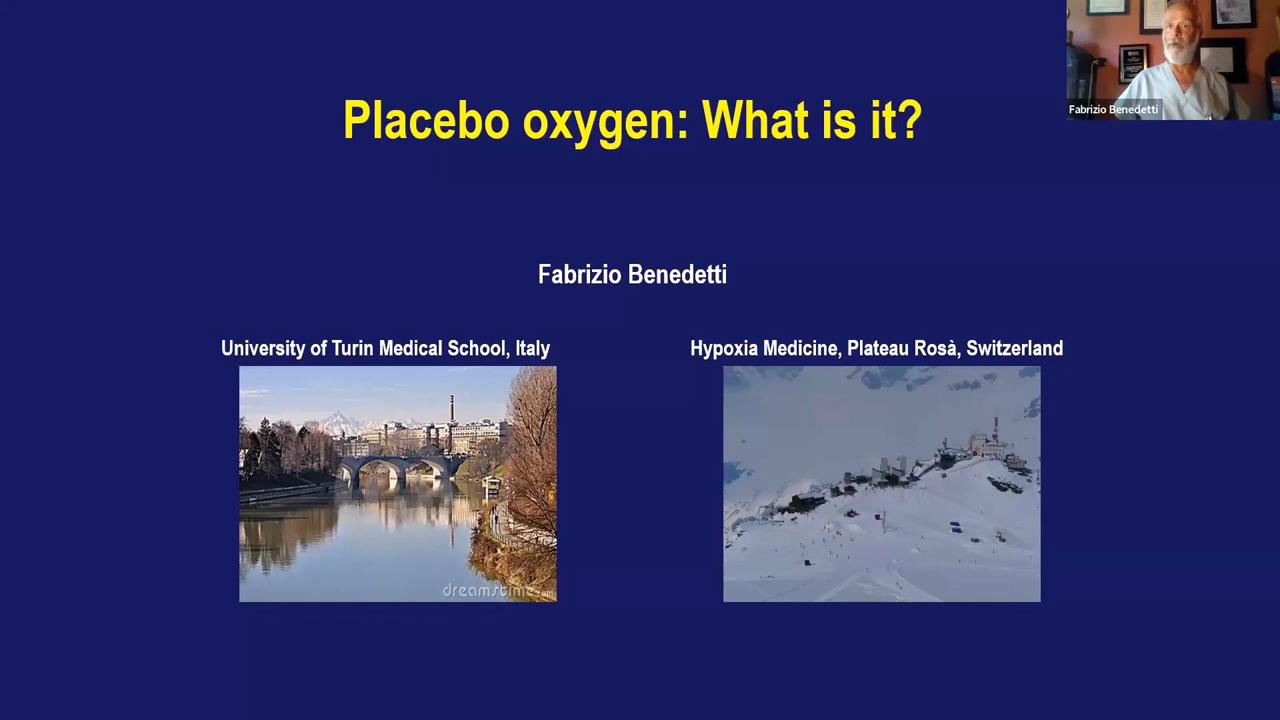 Fabrizio Benedetti
Placebo oxygen: What is it?
Fabrizio Benedetti
University of Turin Medical School, Italy
Hypoxia Medicine, Plateau Rosà, Switzerland
dreamstime.com